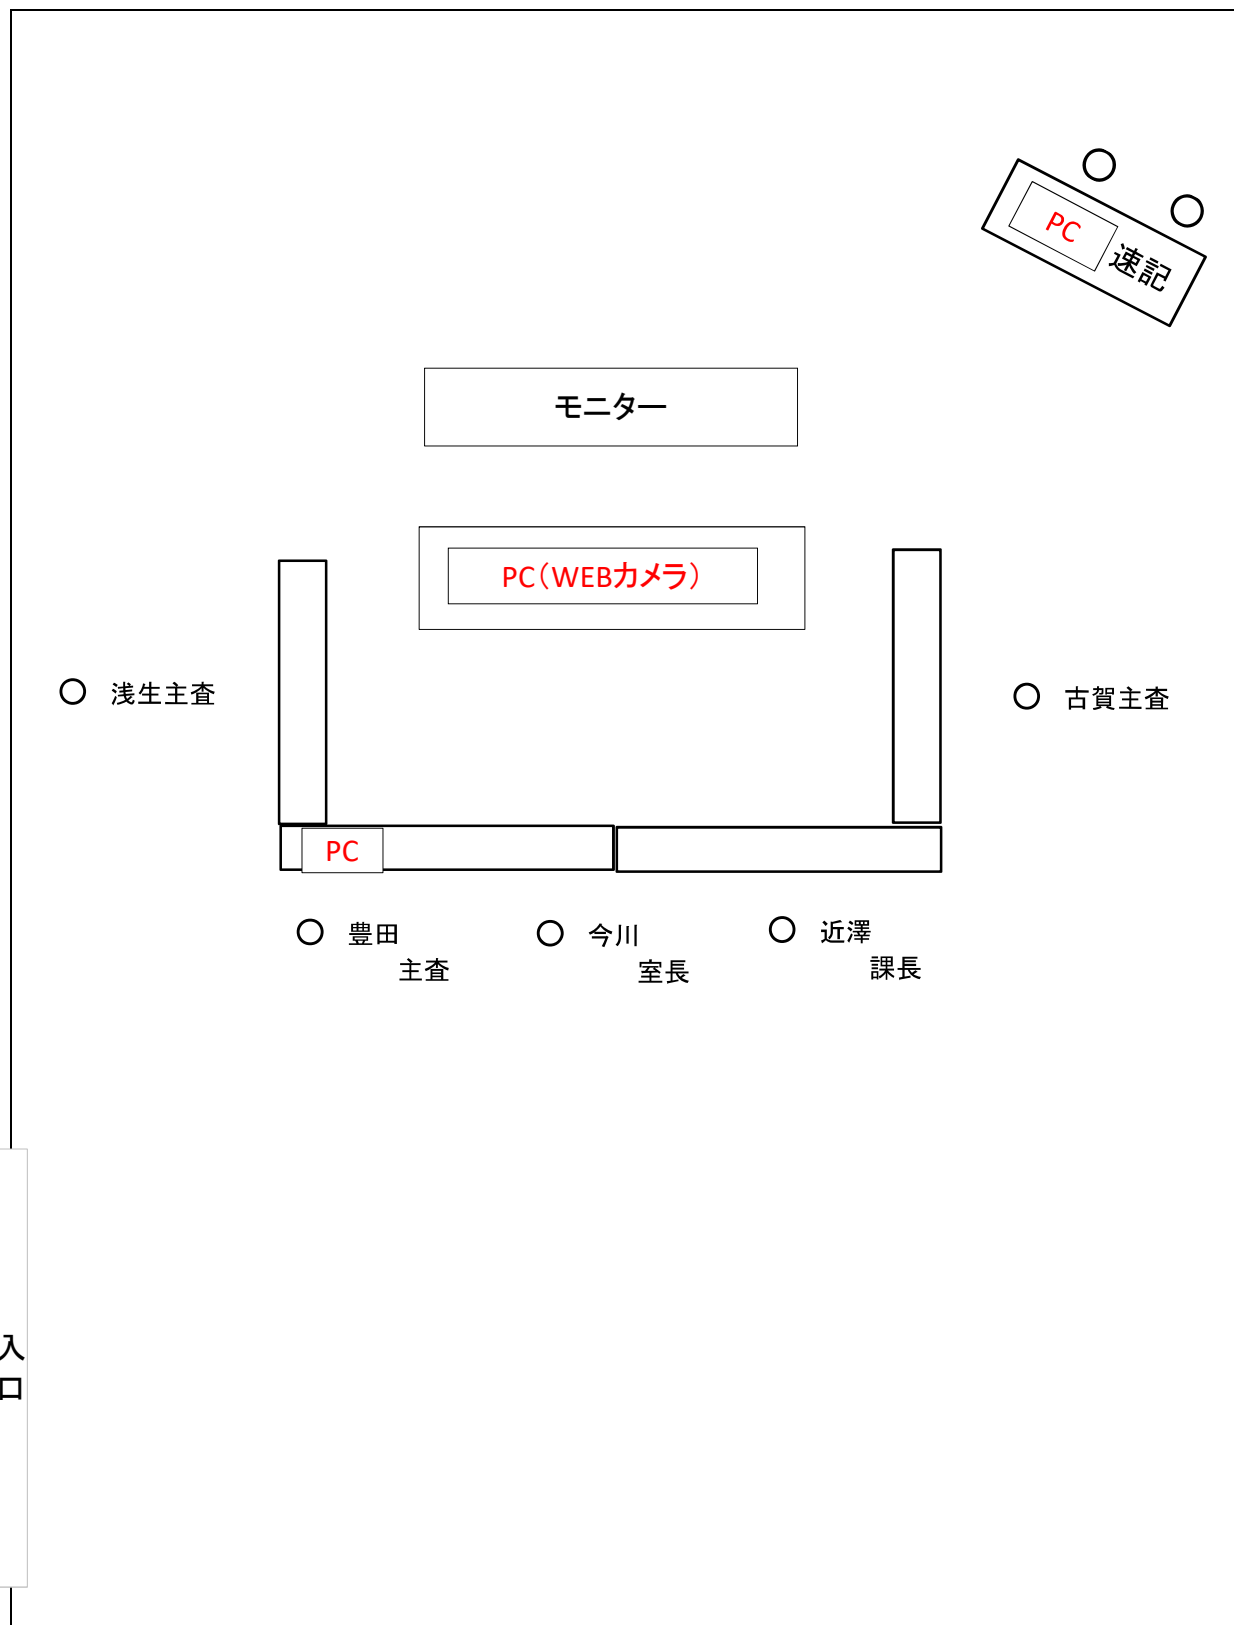 PC
速記
モニター
PC(WEBカメラ)
浅生主査
古賀主査
PC
豊田
主査
今川
室長
近澤
課長
入
口